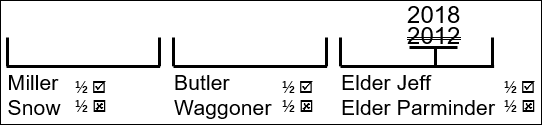 2018
2012
Miller ½ ☑ Butler ½ ☑ Elder Jeff ½ ☑
Snow ½ ☒ Waggoner ½ ☒ Elder Parminder ½ ☒